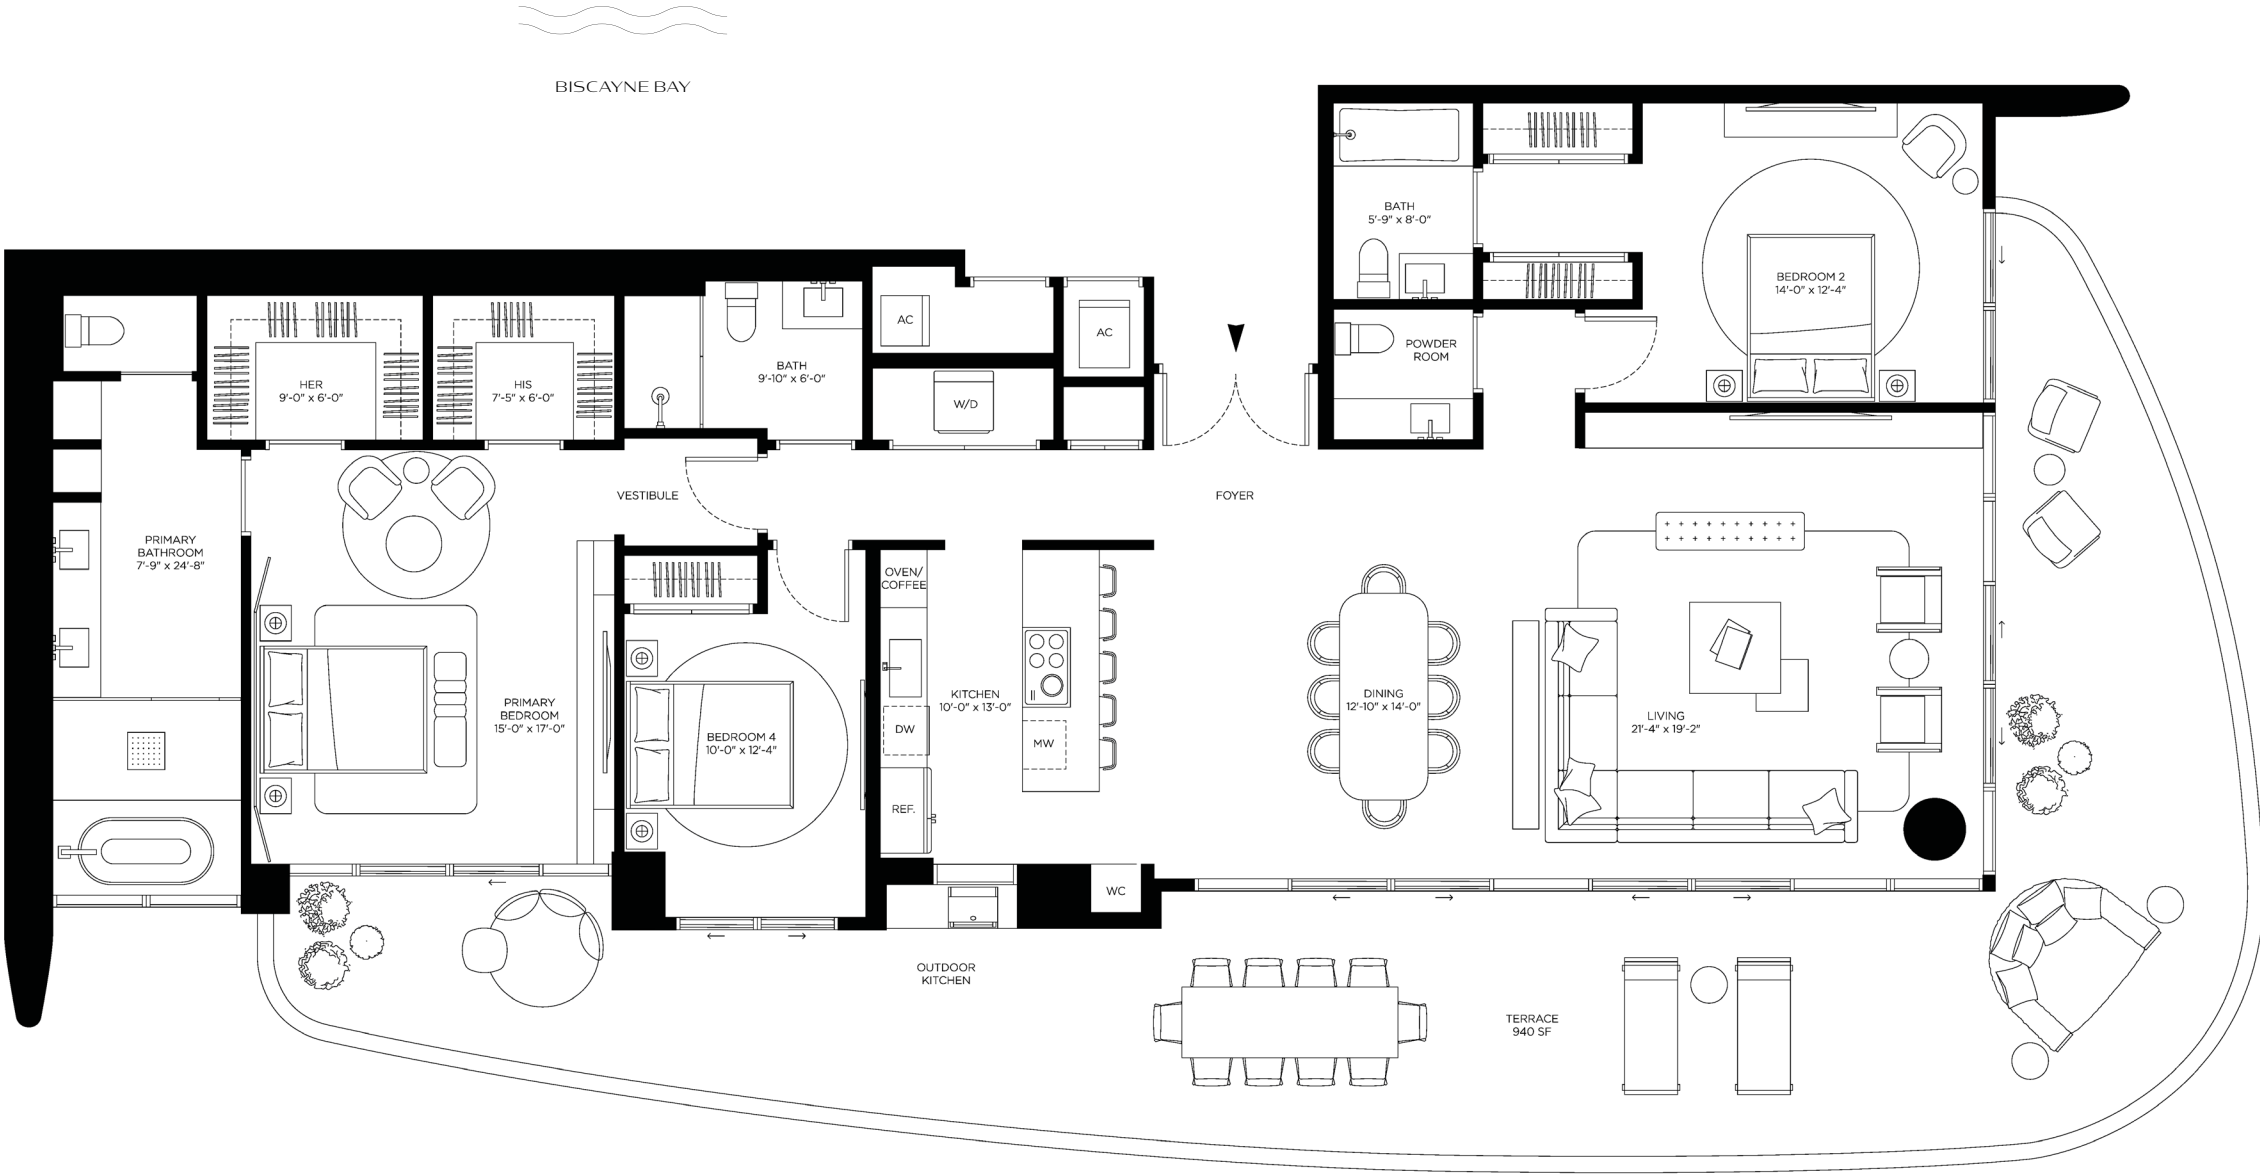 BISCAYNE BAY
BATH
5'-9" x 8'-0"
BEDROOM 2
14'-0" x 12'-4"
POWDER
ROOM
AC
AC
HER
9'-0" x 6'-0"
HIS
7'-5" x 6'-0"
BATH
9'-10" x 6'-0"
W/D
VESTIBULE
FOYER
PRIMARY
BATHROOM
7'-9" x 24'-8"
OVEN/
COFFEE
PRIMARY
BEDROOM
15'-0" x 17'-0"
BEDROOM 4
10'-0" x 12'-4"
KITCHEN
10'-0" x 13'-0"
DW
MW
REF.
DINING
12'-10" x 14'-0"
LIVING
21'-4" x 19'-2"
WC
OUTDOOR
KITCHEN
TERRACE
940 SF